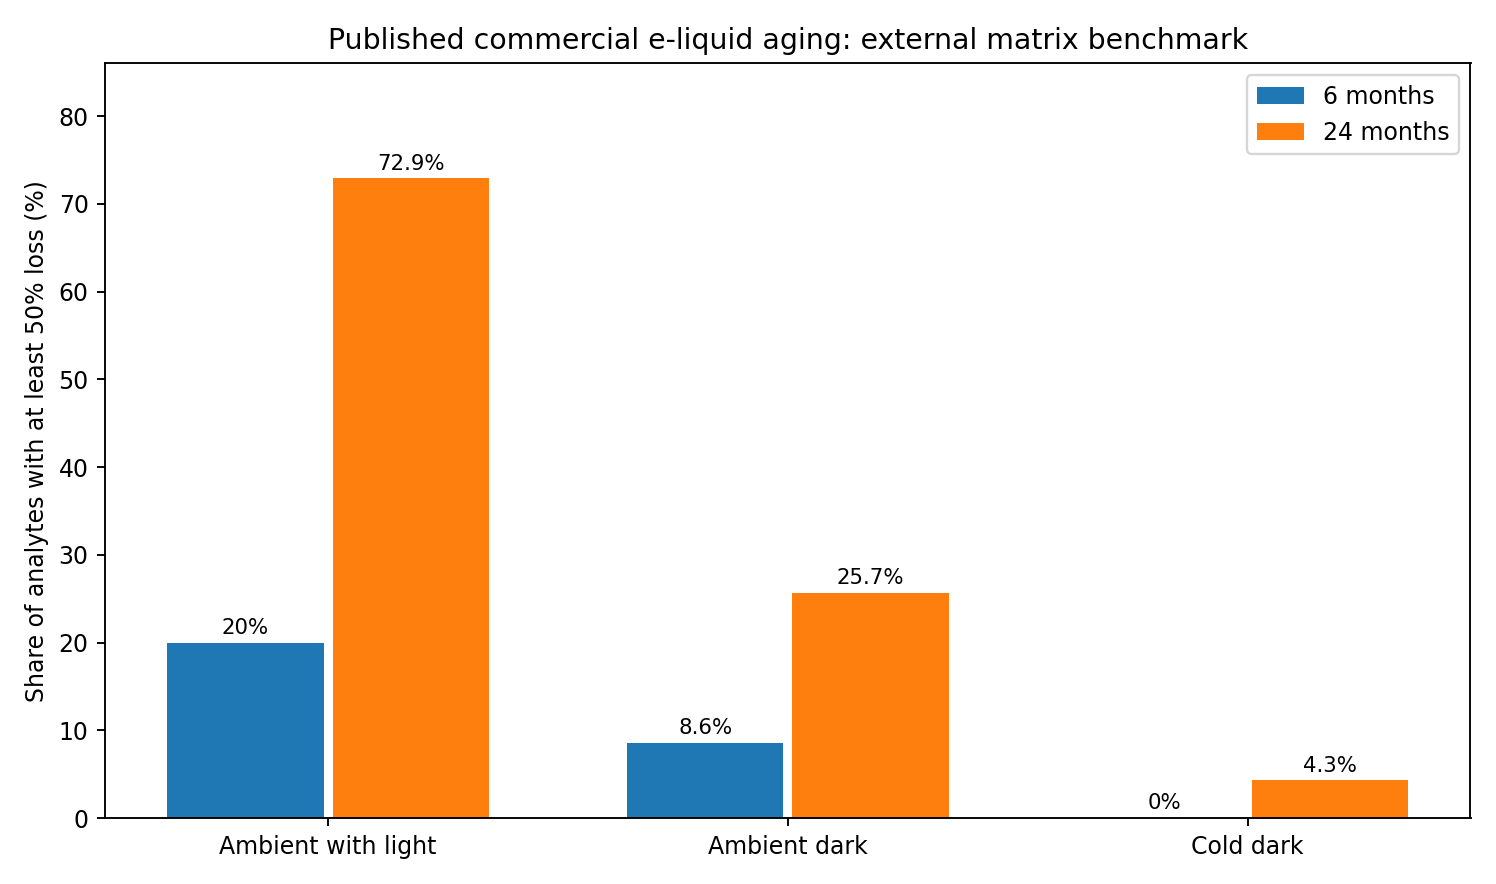 Published commercial e-liquid aging: external matrix benchmark
6 months
24 months
Share of analytes with at least 50% loss (%)
80
70
60
50
40
30
20
10
0
20%
72.9%
8.6%
25.7%
0%
4.3%
Ambient with light
Ambient dark
Cold dark